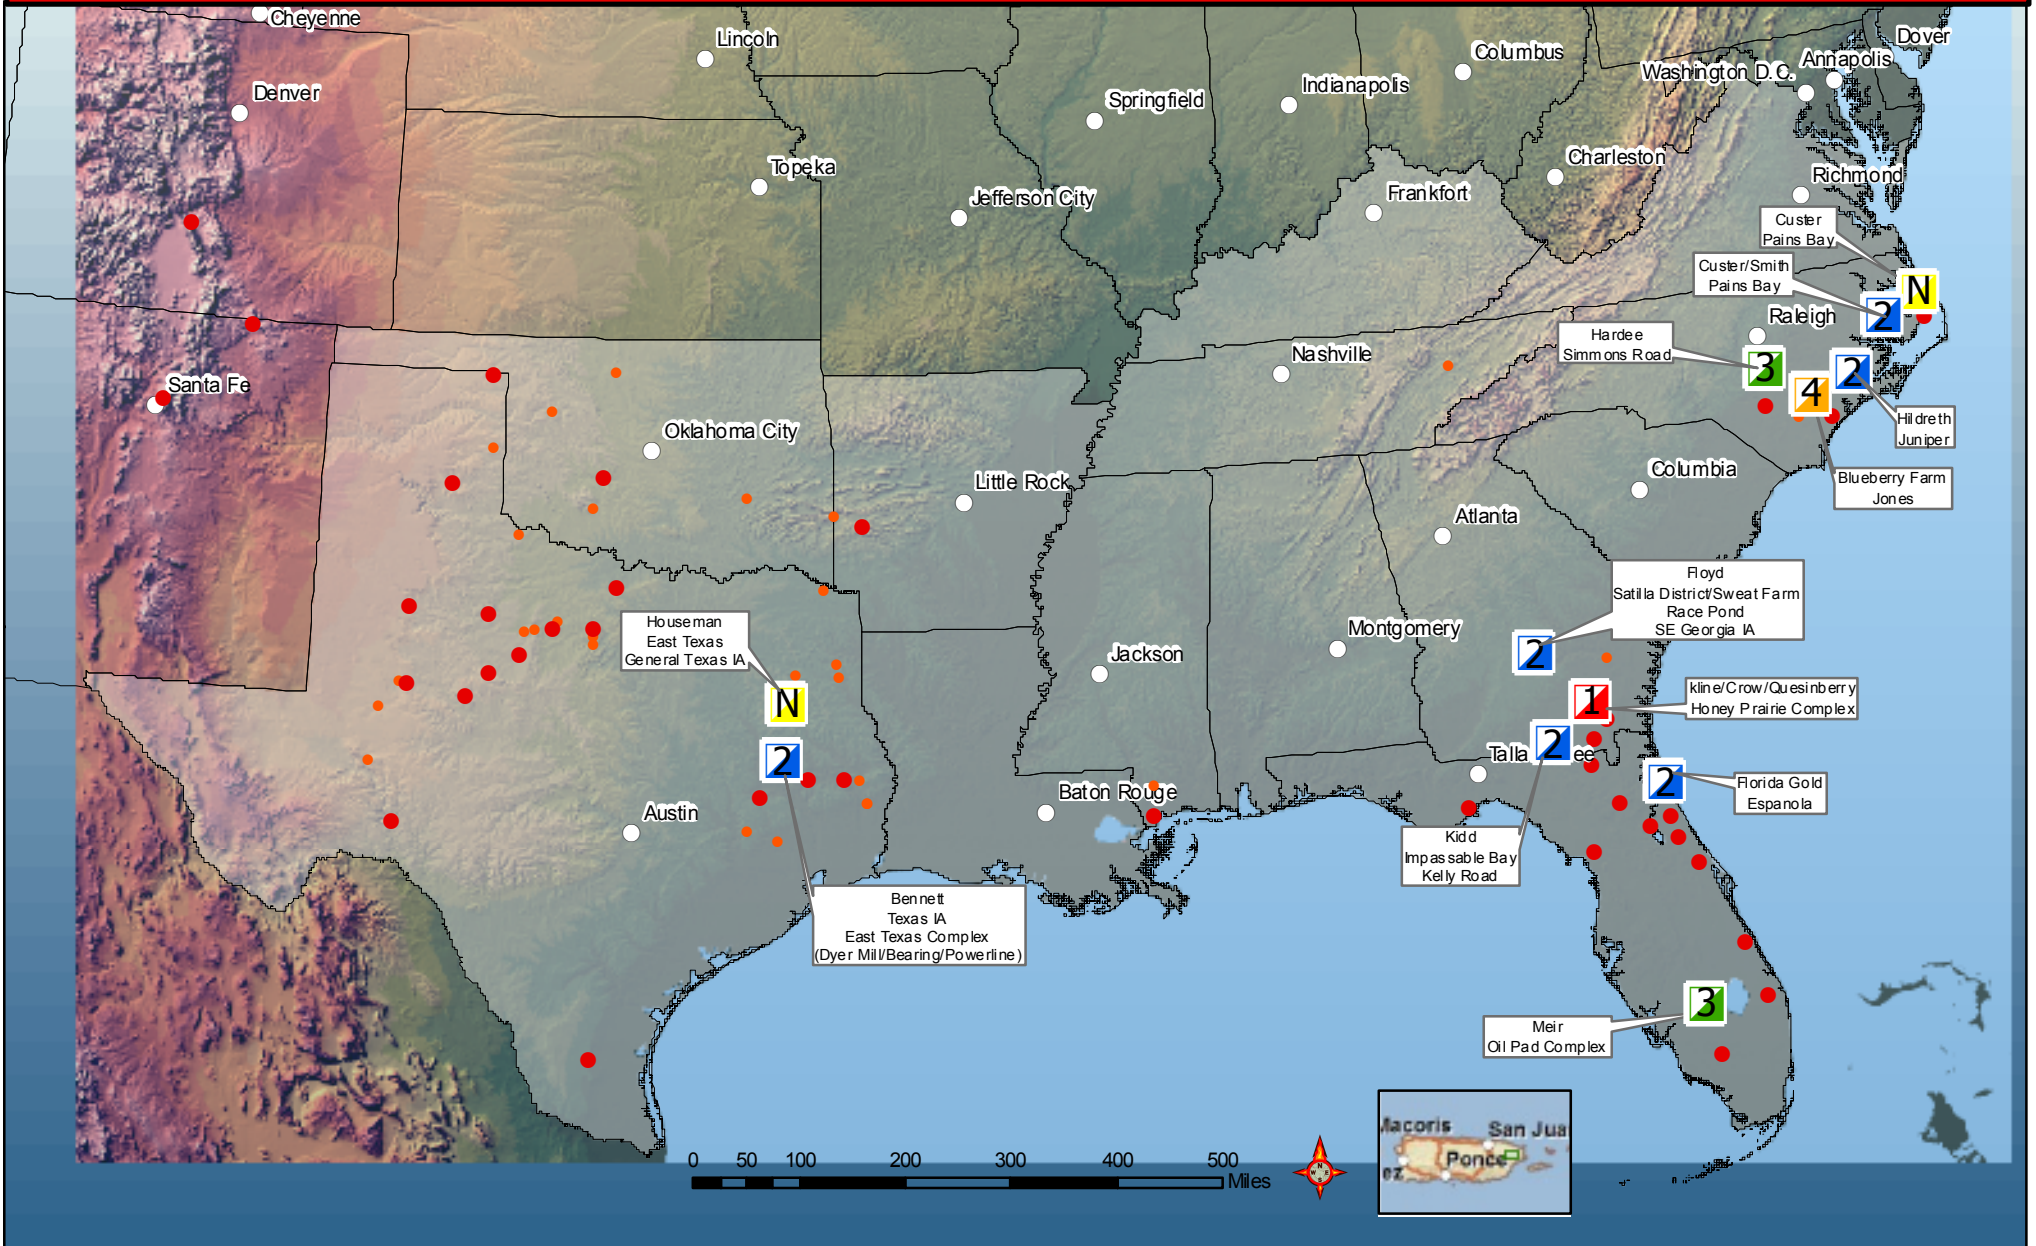 Cheyenne
Lincoln
Columbus
Dover
Annapolis
Washington D.C.
Denver
Springfield
Indianapolis
Topeka
Charleston
Jefferson City
Frankfort
Richmond
Custer
Pains Bay
Custer/Smith
Pains Bay
N
2
Raleigh
Hardee
Simmons Road
Nashville
3
2
4
Santa Fe
Hildreth
Juniper
Oklahoma City
Columbia
Little Rock
Blueberry Farm
Jones
Atlanta
Floyd
Satilla District/Sweat Farm
Race Pond
SE Georgia IA
Houseman
East Texas
General Texas IA
Montgomery
Jackson
2
kline/Crow/Quesinberry
Honey Prairie Complex
N
1
2
2
Talla
ee
2
Florida Gold
Espanola
Baton Rouge
Austin
Kidd
Impassable Bay
Kelly Road
Bennett
Texas IA
East Texas Complex
(Dyer Mill/Bearing/Powerline)
3
Meir
Oil Pad Complex
Macoris
San Jua
Ponce
ez
0 50 100 200 300 400 500
Miles
N
W E
S